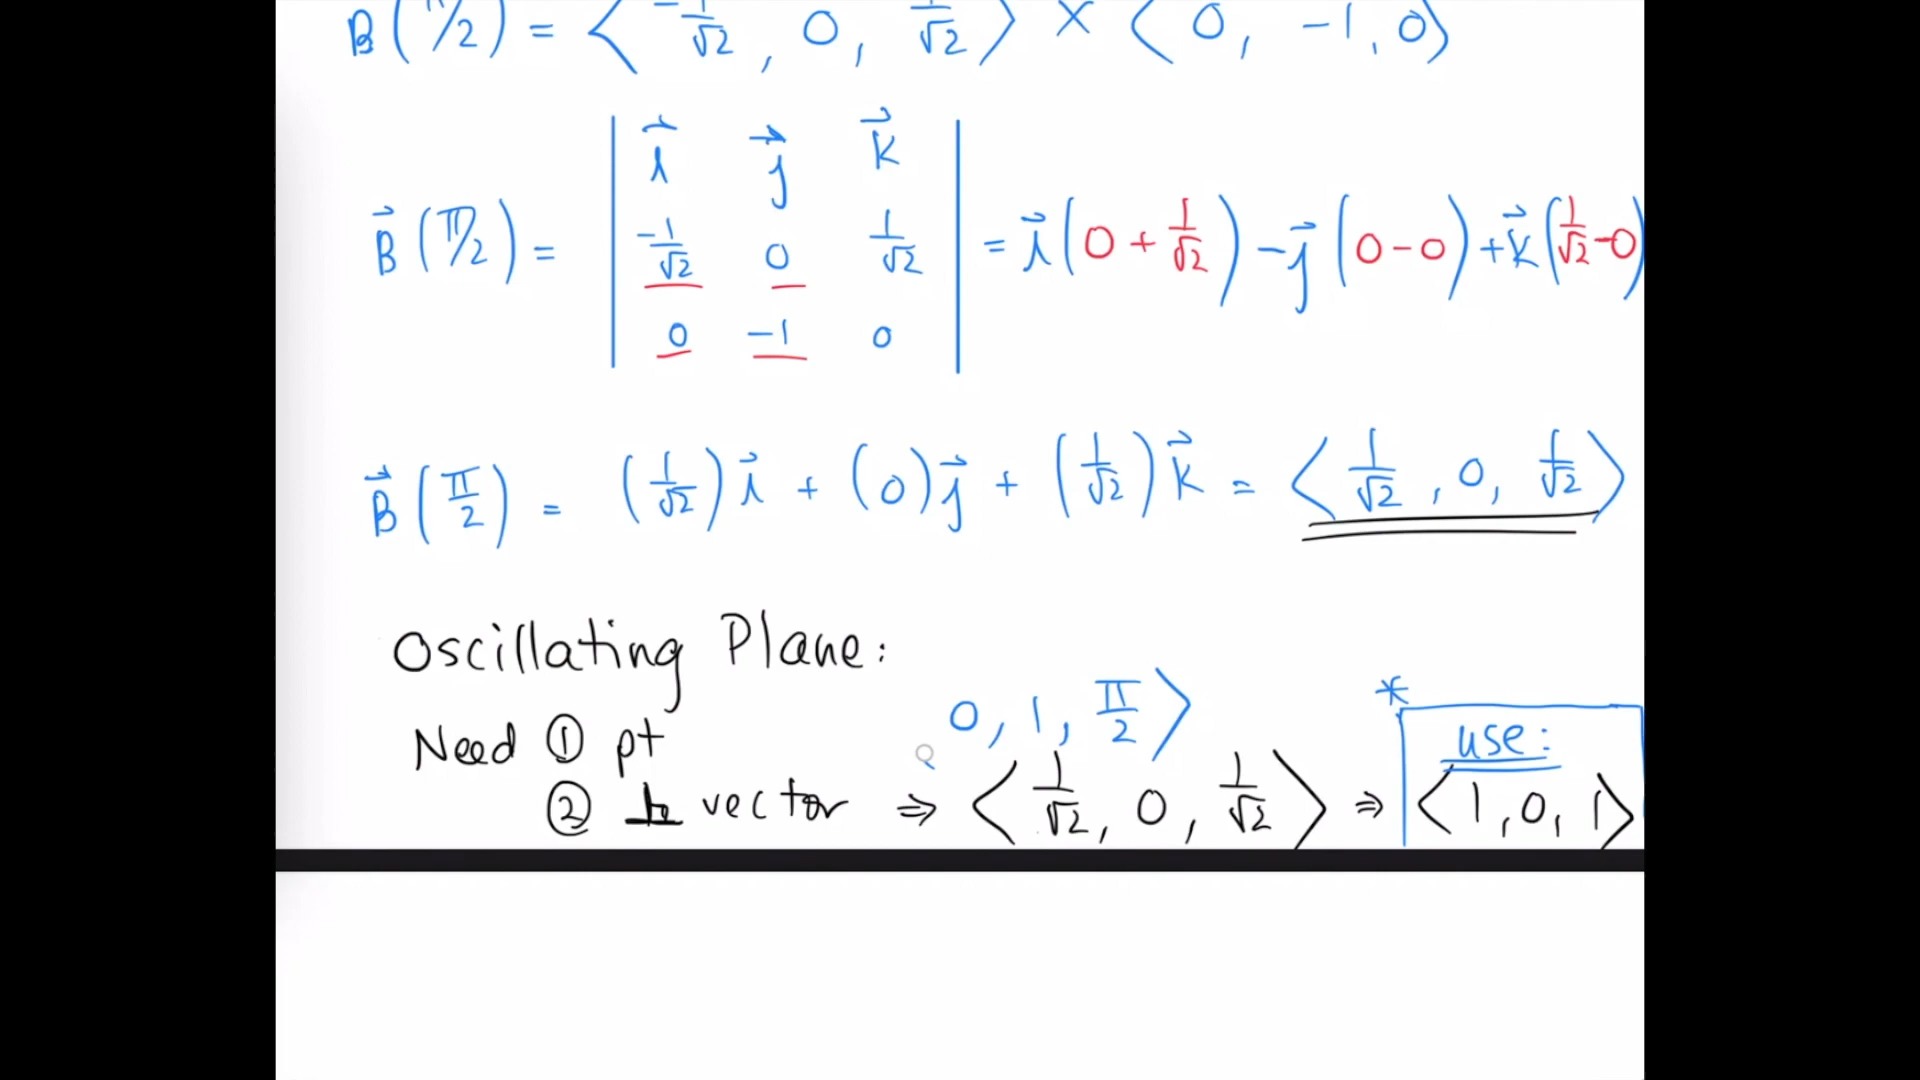 B(π/2) = ⟨-1/√2, 0, 1/√2⟩ × ⟨0, -1, 0⟩
i⃗ j⃗ k⃗
B⃗(π/2) = | -1/√2 0 1/√2 | = i⃗(0 + 1/√2) - j⃗(0 - 0) + k⃗(1/√2 - 0)
0 -1 0
B⃗(π/2) = (1/√2)i⃗ + (0)j⃗ + (1/√2)k⃗ = ⟨1/√2, 0, 1/√2⟩
Oscillating Plane:
0, 1, π/2⟩
* use:
Need ① pt
② ⊥ vector ⇒ ⟨1/√2, 0, 1/√2⟩ ⇒ ⟨1, 0, 1⟩